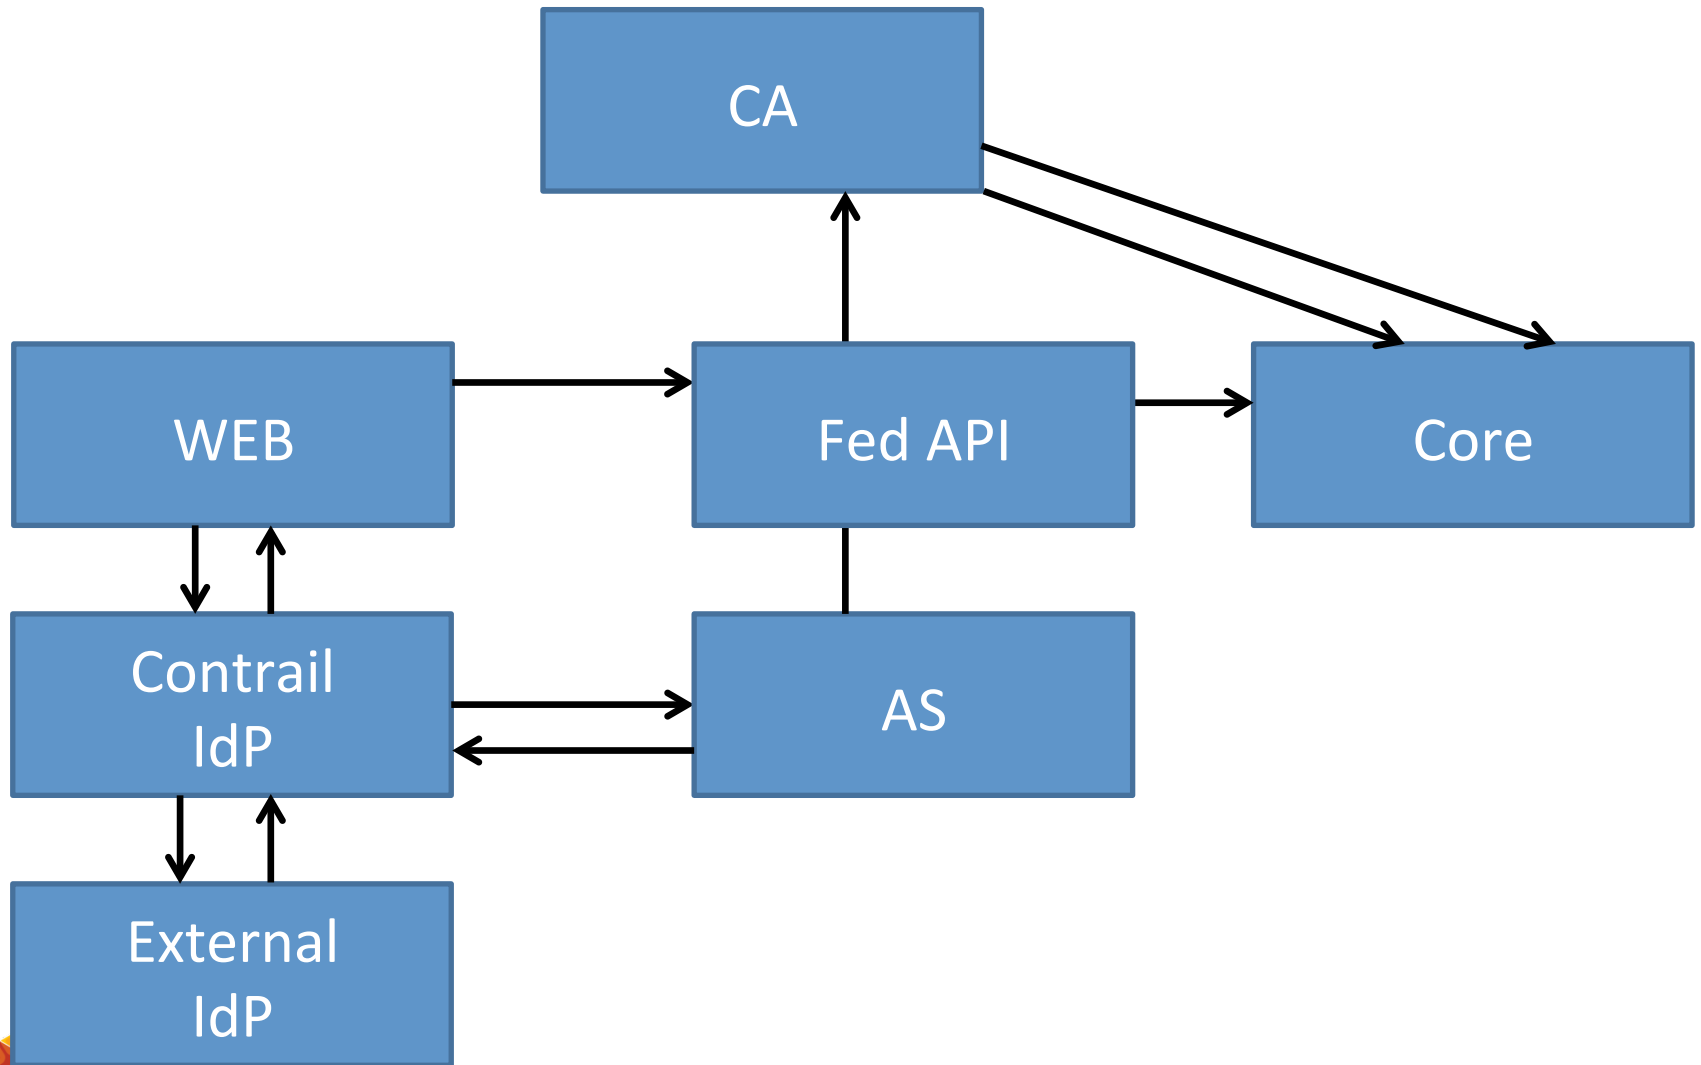 CA
WEB
Fed API
Core
Contrail
IdP
AS
External
IdP